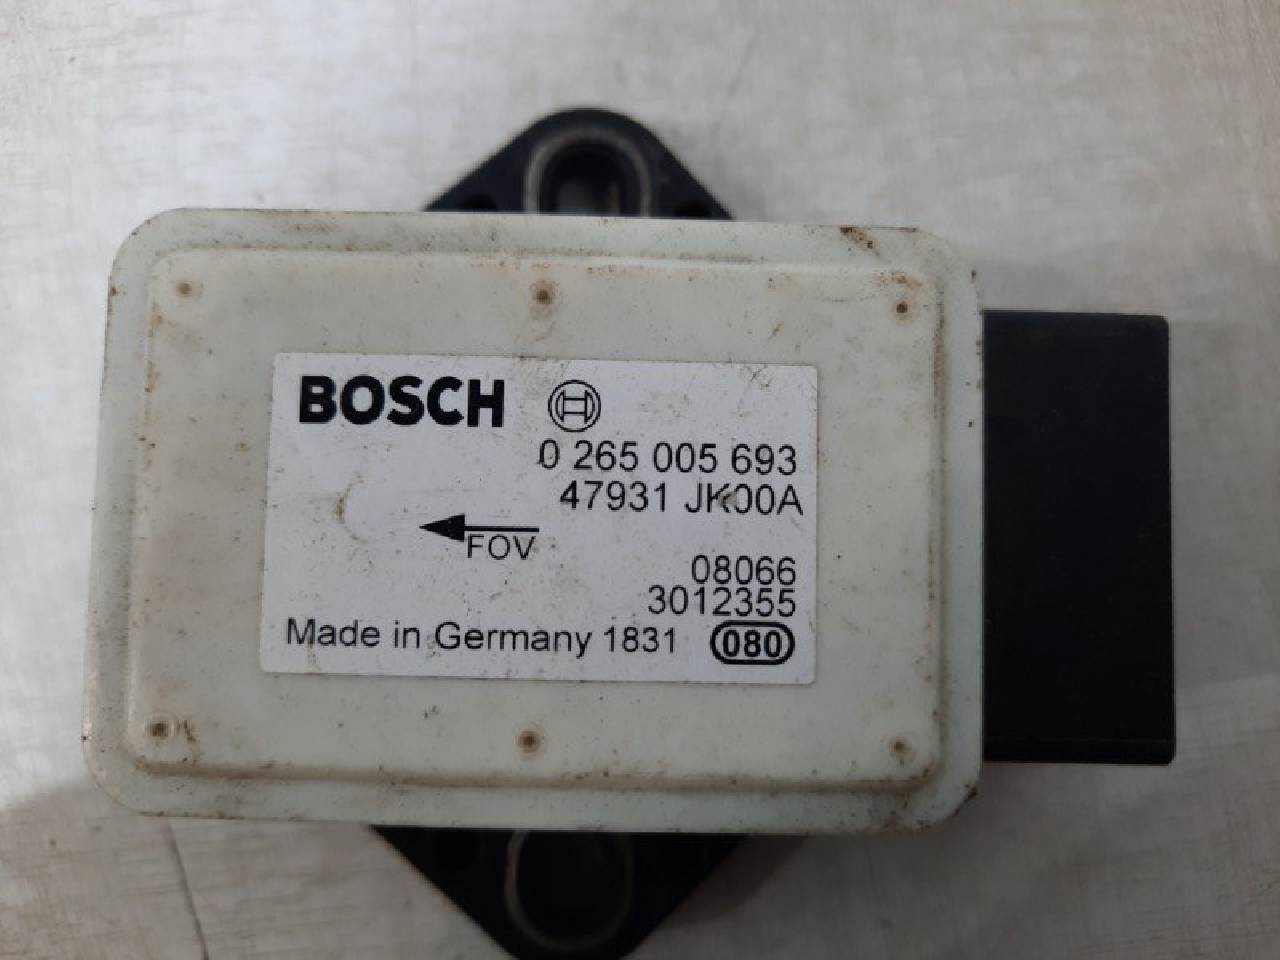 BOSCH
0 265 005 693
47931 JK00A
FOV
08066
3012355
Made in Germany 1831 080